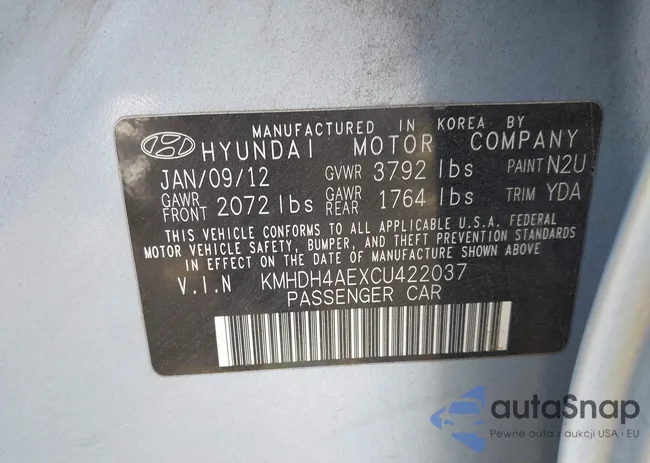 MANUFACTURED IN KOREA BY
HYUNDAI MOTOR COMPANY
JAN/09/12 GVWR 3792 lbs PAINT N2U
GAWR FRONT 2072 lbs GAWR REAR 1764 lbs TRIM YDA
THIS VEHICLE CONFORMS TO ALL APPLICABLE U.S.A. FEDERAL
MOTOR VEHICLE SAFETY, BUMPER, AND THEFT PREVENTION STANDARDS
IN EFFECT ON THE DATE OF MANUFACTURE SHOWN ABOVE
V.I.N KMHDH4AEXCU422037
PASSENGER CAR
autaSnap
Pewne auta z aukcji USA i EU